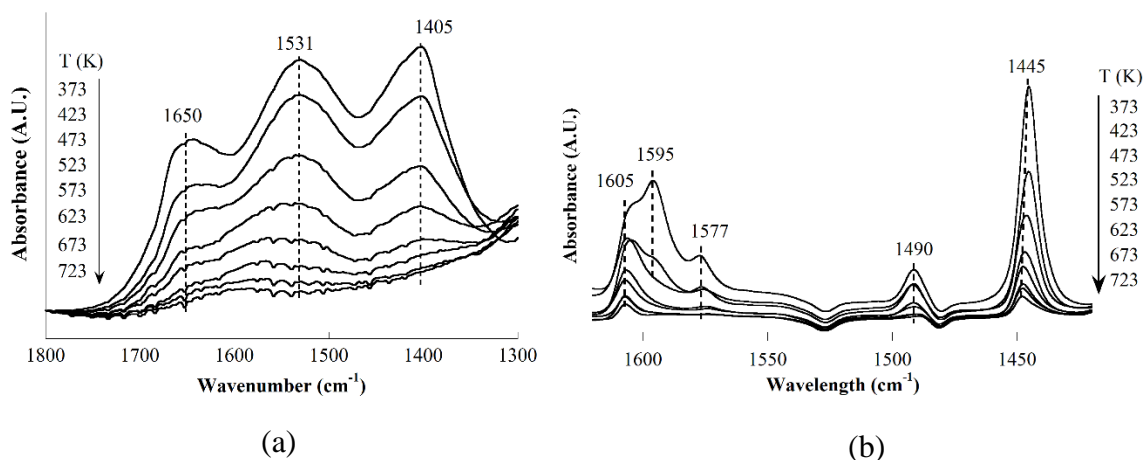 1405
1531
T (K)
373
423
473
523
573
623
673
723
1650
Absorbance (A.U.)
1800 1700 1600 1500 1400 1300
Wavenumber (cm-1)
(a)
1445
T (K)
373
423
473
523
573
623
673
723
1595
1605
1577
1490
Absorbance (A.U.)
1600 1550 1500 1450
Wavelength (cm-1)
(b)